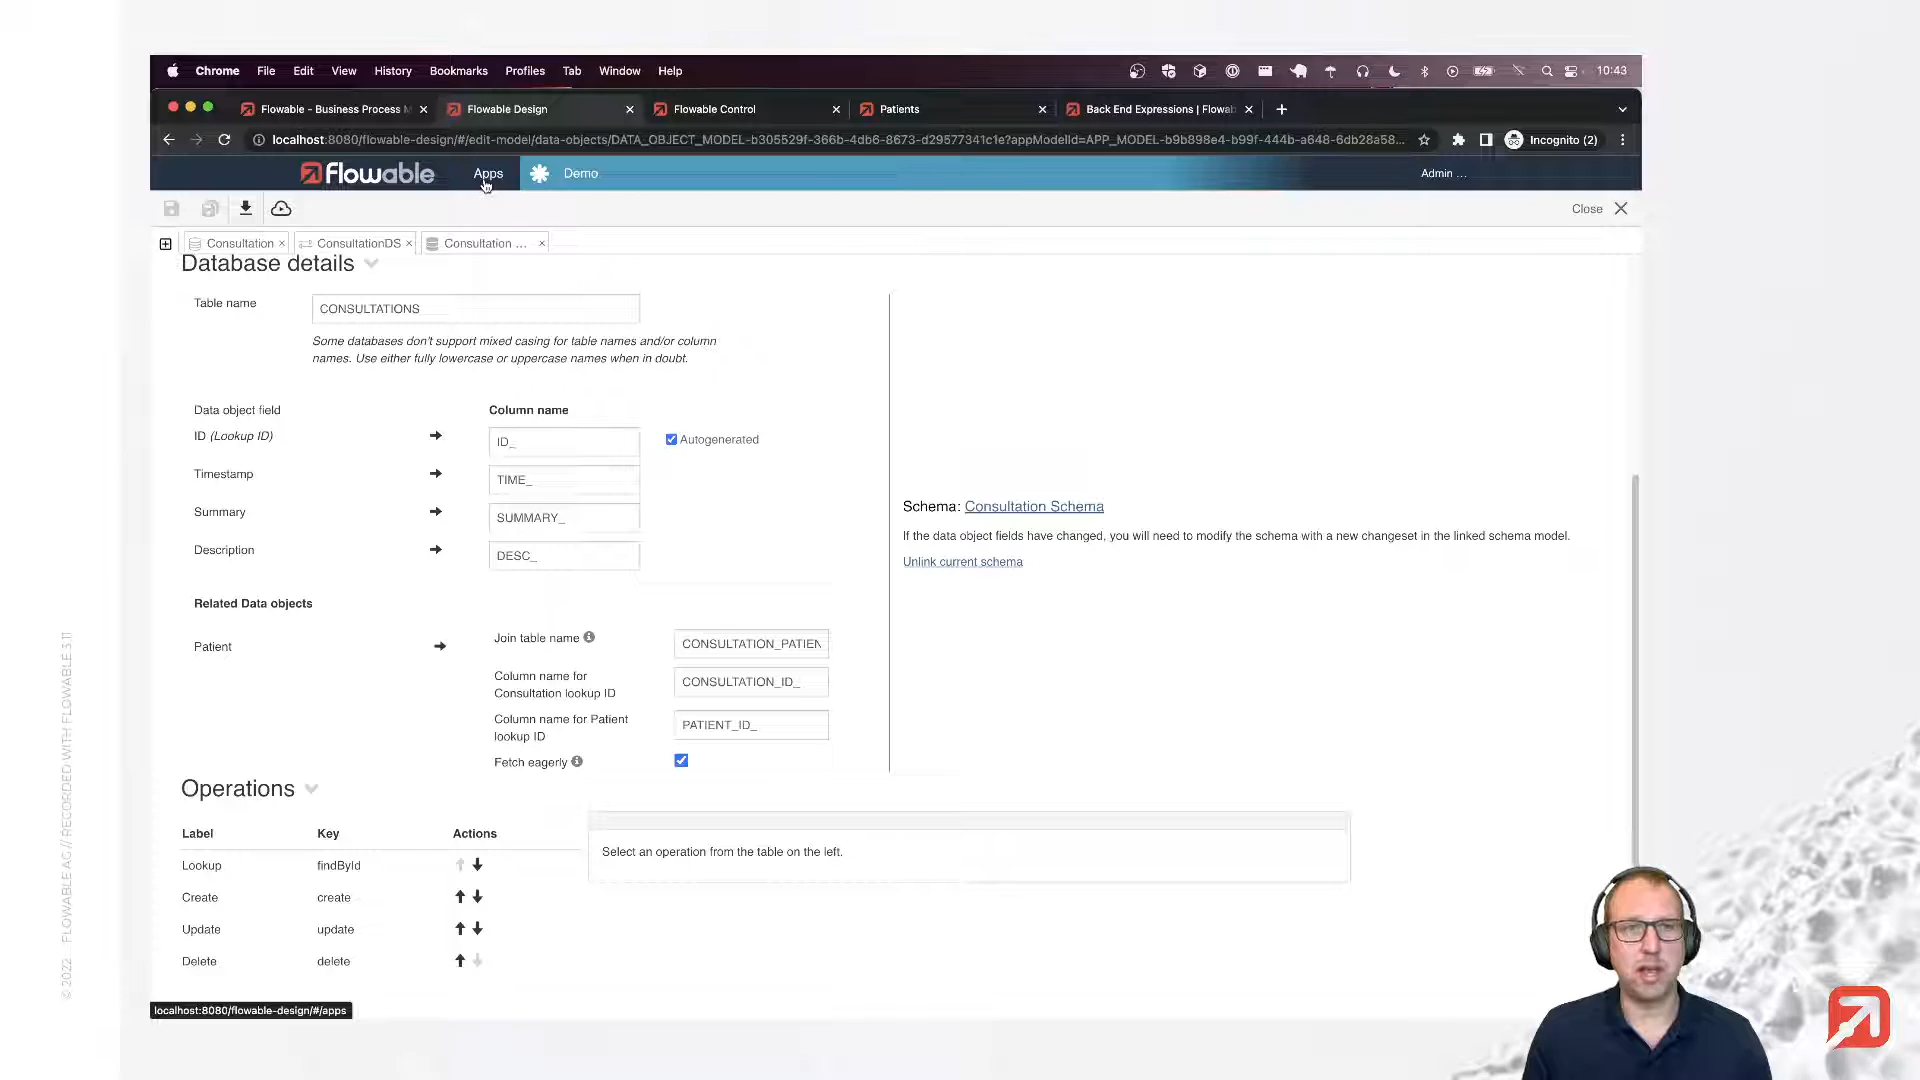 Chrome File Edit View History Bookmarks Profiles Tab Window Help 10:43
Flowable - Business Process M Flowable Design Flowable Control Patients Back End Expressions | Flowab
localhost:8080/flowable-design/#/edit-model/data-objects/DATA_OBJECT_MODEL-b305529f-366b-4db6-8673-d29577341c1e?appModelId=APP_MODEL-b9b898e4-b99f-444b-a648-6db28a58... Incognito (2)
flowable Apps Demo Admin ...
Close
Consultation ConsultationDS Consultation ...
Database details
Table name CONSULTATIONS
Some databases don't support mixed casing for table names and/or column
names. Use either fully lowercase or uppercase names when in doubt.
Data object field Column name
ID (Lookup ID) ID_ Autogenerated
Timestamp TIME_
Summary SUMMARY_
Description DESC_
Schema: Consultation Schema
If the data object fields have changed, you will need to modify the schema with a new changeset in the linked schema model.
Unlink current schema
Related Data objects
Patient
Join table name CONSULTATION_PATIEN
Column name for
Consultation lookup ID CONSULTATION_ID_
Column name for Patient
lookup ID PATIENT_ID_
Fetch eagerly
Operations
Label Key Actions
Lookup findById
Create create
Update update
Delete delete
Select an operation from the table on the left.
localhost:8080/flowable-design/#/apps
© 2022 FLOWABLE AG // RECORDED WITH FLOWABLE 3.11